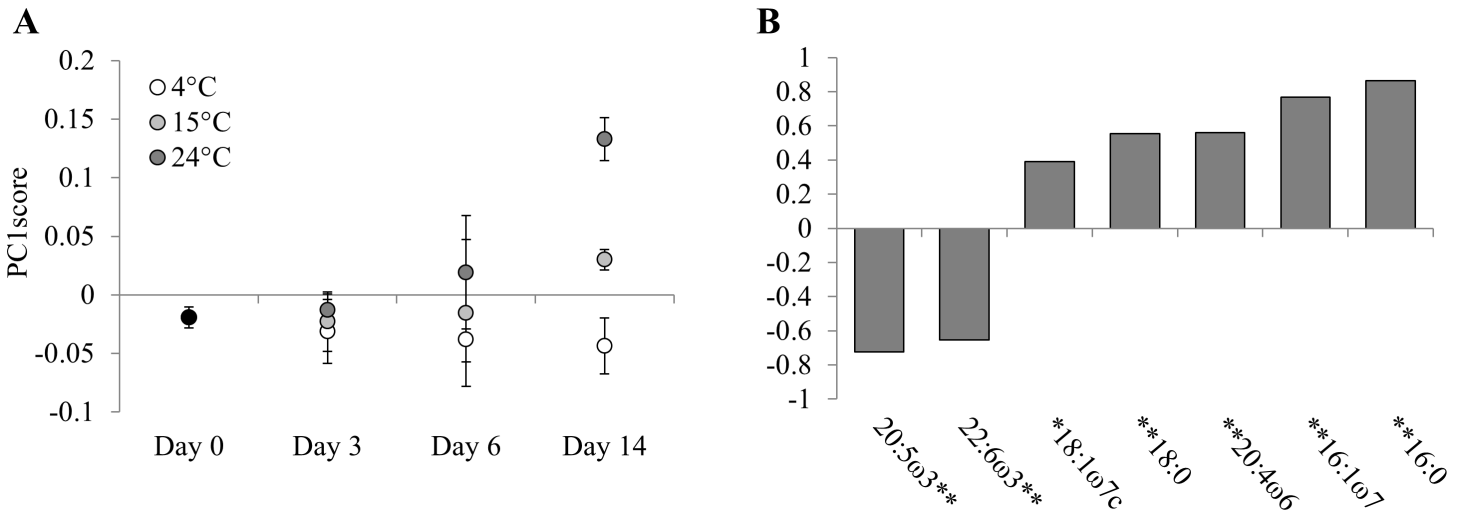 A
0.2
0.15
0.1
0.05
0
-0.05
-0.1
PC1score
4°C
15°C
24°C
Day 0 Day 3 Day 6 Day 14
B
1
0.8
0.6
0.4
0.2
0
-0.2
-0.4
-0.6
-0.8
-1
20:5ω3**
22:6ω3**
*18:1ω7c
**18:0
**20:4ω6
**16:1ω7
**16:0